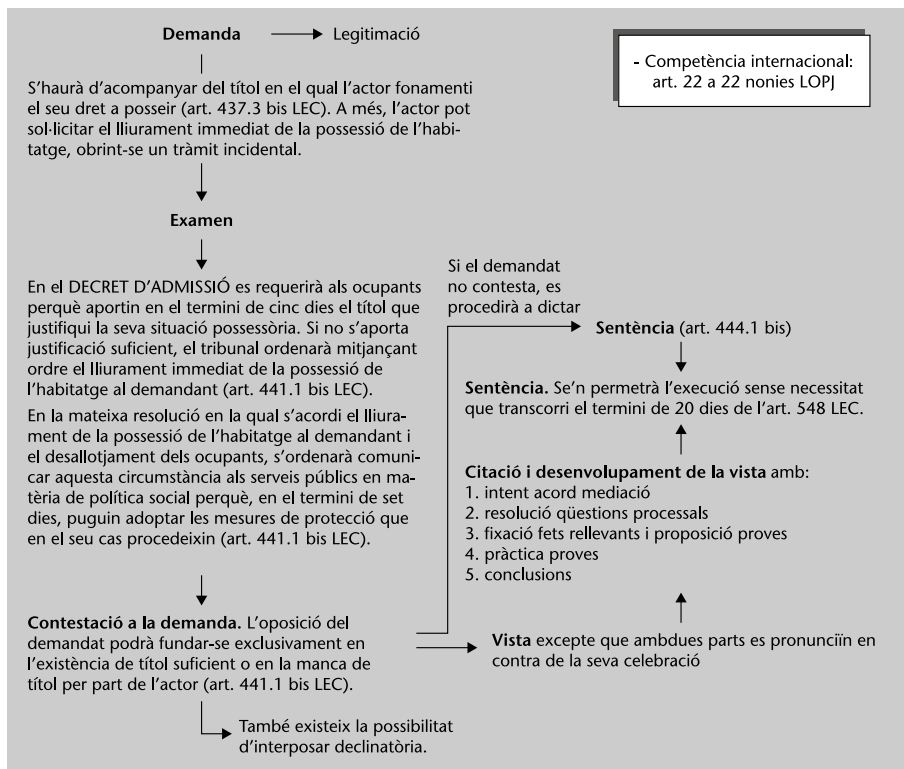 Demanda
Legitimació
- Competència internacional:
art. 22 a 22 nonies LOPJ
S'haurà d'acompanyar del títol en el qual l'actor fonamenti
el seu dret a posseir (art. 437.3 bis LEC). A més, l'actor pot
sol·licitar el lliurament immediat de la possessió de l'habi-
tatge, obrint-se un tràmit incidental.
Examen
En el DECRET D'ADMISSIÓ es requerirà als ocupants
perquè aportin en el termini de cinc dies el títol que
justifiqui la seva situació possessòria. Si no s'aporta
justificació suficient, el tribunal ordenarà mitjançant
ordre el lliurament immediat de la possessió de
l'habitatge al demandant (art. 441.1 bis LEC).
En la mateixa resolució en la qual s'acordi el lliura-
ment de la possessió de l'habitatge al demandant i
el desallotjament dels ocupants, s'ordenarà comuni-
car aquesta circumstància als serveis públics en ma-
tèria de política social perquè, en el termini de set
dies, puguin adoptar les mesures de protecció que
en el seu cas procedeixin (art. 441.1 bis LEC).
Contestació a la demanda. L'oposició del
demandat podrà fundar-se exclusivament en
l'existència de títol suficient o en la manca de
títol per part de l'actor (art. 441.1 bis LEC).
També existeix la possibilitat
d'interposar declinatòria.
Si el demandat
no contesta, es
procedirà a dictar
Sentència (art. 444.1 bis)
Sentència. Se'n permetrà l'execució sense necessitat
que transcorri el termini de 20 dies de l'art. 548 LEC.
Citació i desenvolupament de la vista amb:
1. intent acord mediació
2. resolució qüestions processals
3. fixació fets rellevants i proposició proves
4. pràctica proves
5. conclusions
Vista excepte que ambdues parts es pronunciïn en
contra de la seva celebració